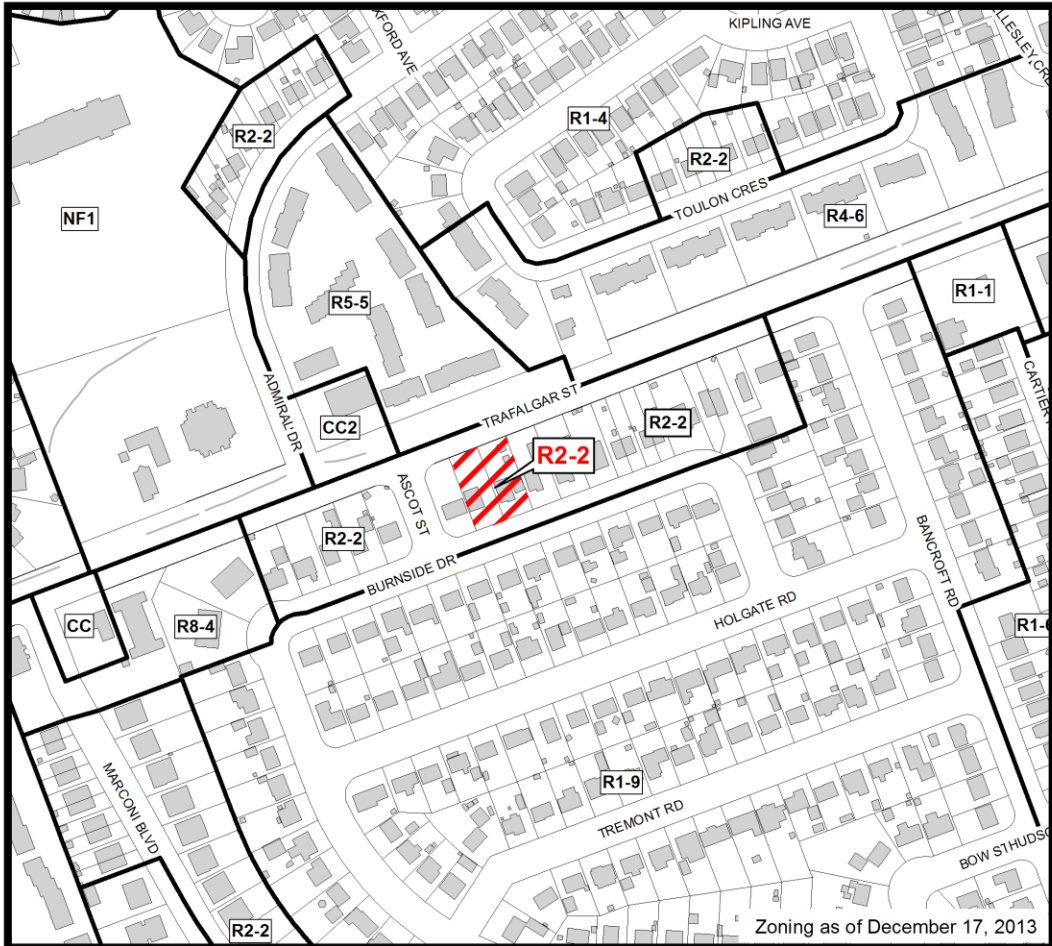 KIPLING AVE
R1-4
R2-2
R2-2
TOULON CRES
R4-6
NF1
R5-5
R1-1
ADMIRAL DR
CC2
TRAFALGAR ST
R2-2
R2-2
ASCOT ST
R2-2
BURNSIDE DR
BANCROFT RD
HOLGATE RD
CC
R8-4
R1-9
TREMONT RD
MARCONI BLVD
BOW ST
R2-2
Zoning as of December 17, 2013